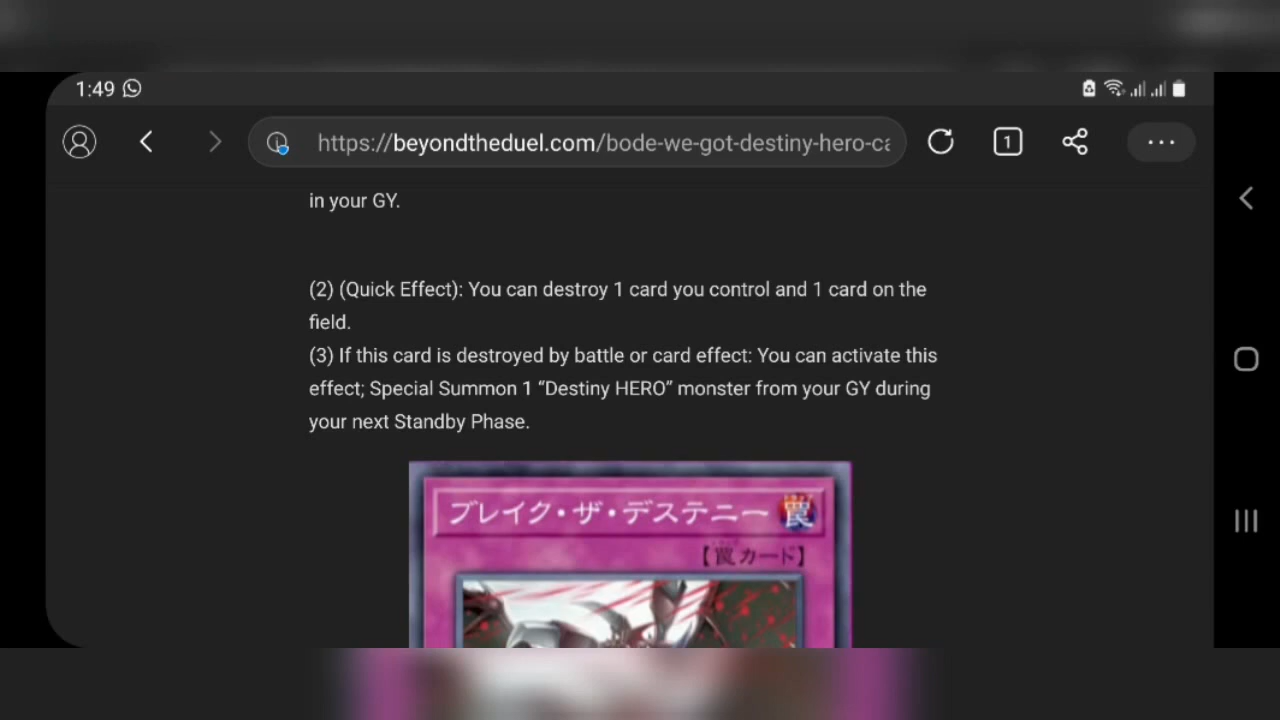 1:49
https://beyondtheduel.com/bode-we-got-destiny-hero-ca
1
in your GY.
(2) (Quick Effect): You can destroy 1 card you control and 1 card on the
field.
(3) If this card is destroyed by battle or card effect: You can activate this
effect; Special Summon 1 “Destiny HERO” monster from your GY during
your next Standby Phase.
ブレイク・ザ・デステニー 罠
【罠カード】